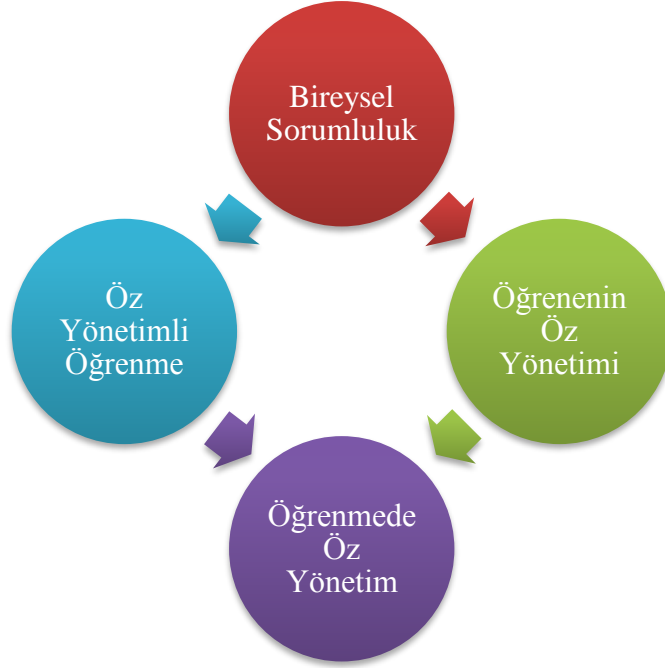 Bireysel
Sorumluluk
Öz
Yönetimli
Öğrenme
Öğrenenin
Öz
Yönetimi
Öğrenmede
Öz
Yönetim